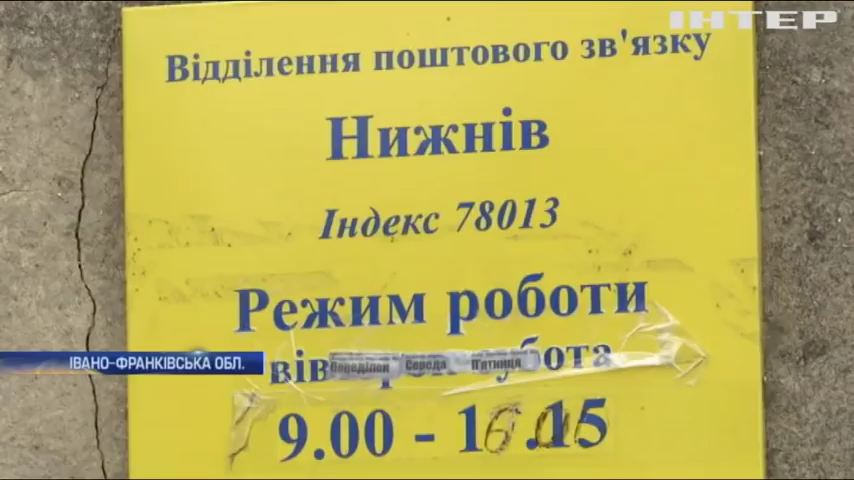 ІНТЕР
Відділення поштового зв'язку
Нижнів
Індекс 78013
Режим роботи
Понеділок Середа П'ятниця
9.00 - 16.15
ІВАНО-ФРАНКІВСЬКА ОБЛ.